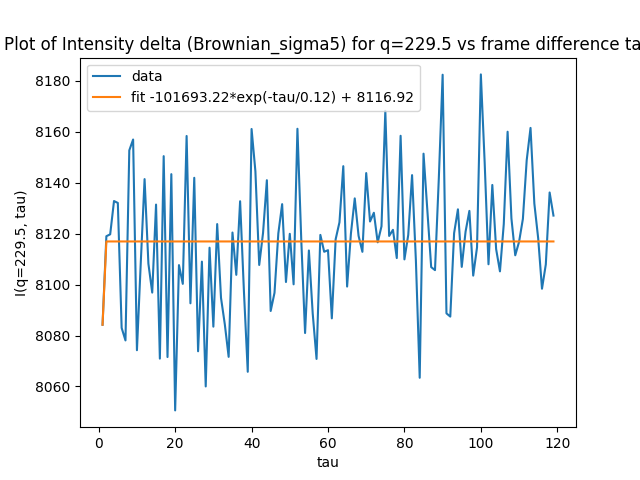 Plot of Intensity delta (Brownian_sigma5) for q=229.5 vs frame difference ta
data
fit -101693.22*exp(-tau/0.12) + 8116.92
8180
8160
8140
8120
8100
8080
8060
I(q=229.5, tau)
0 20 40 60 80 100 120
tau